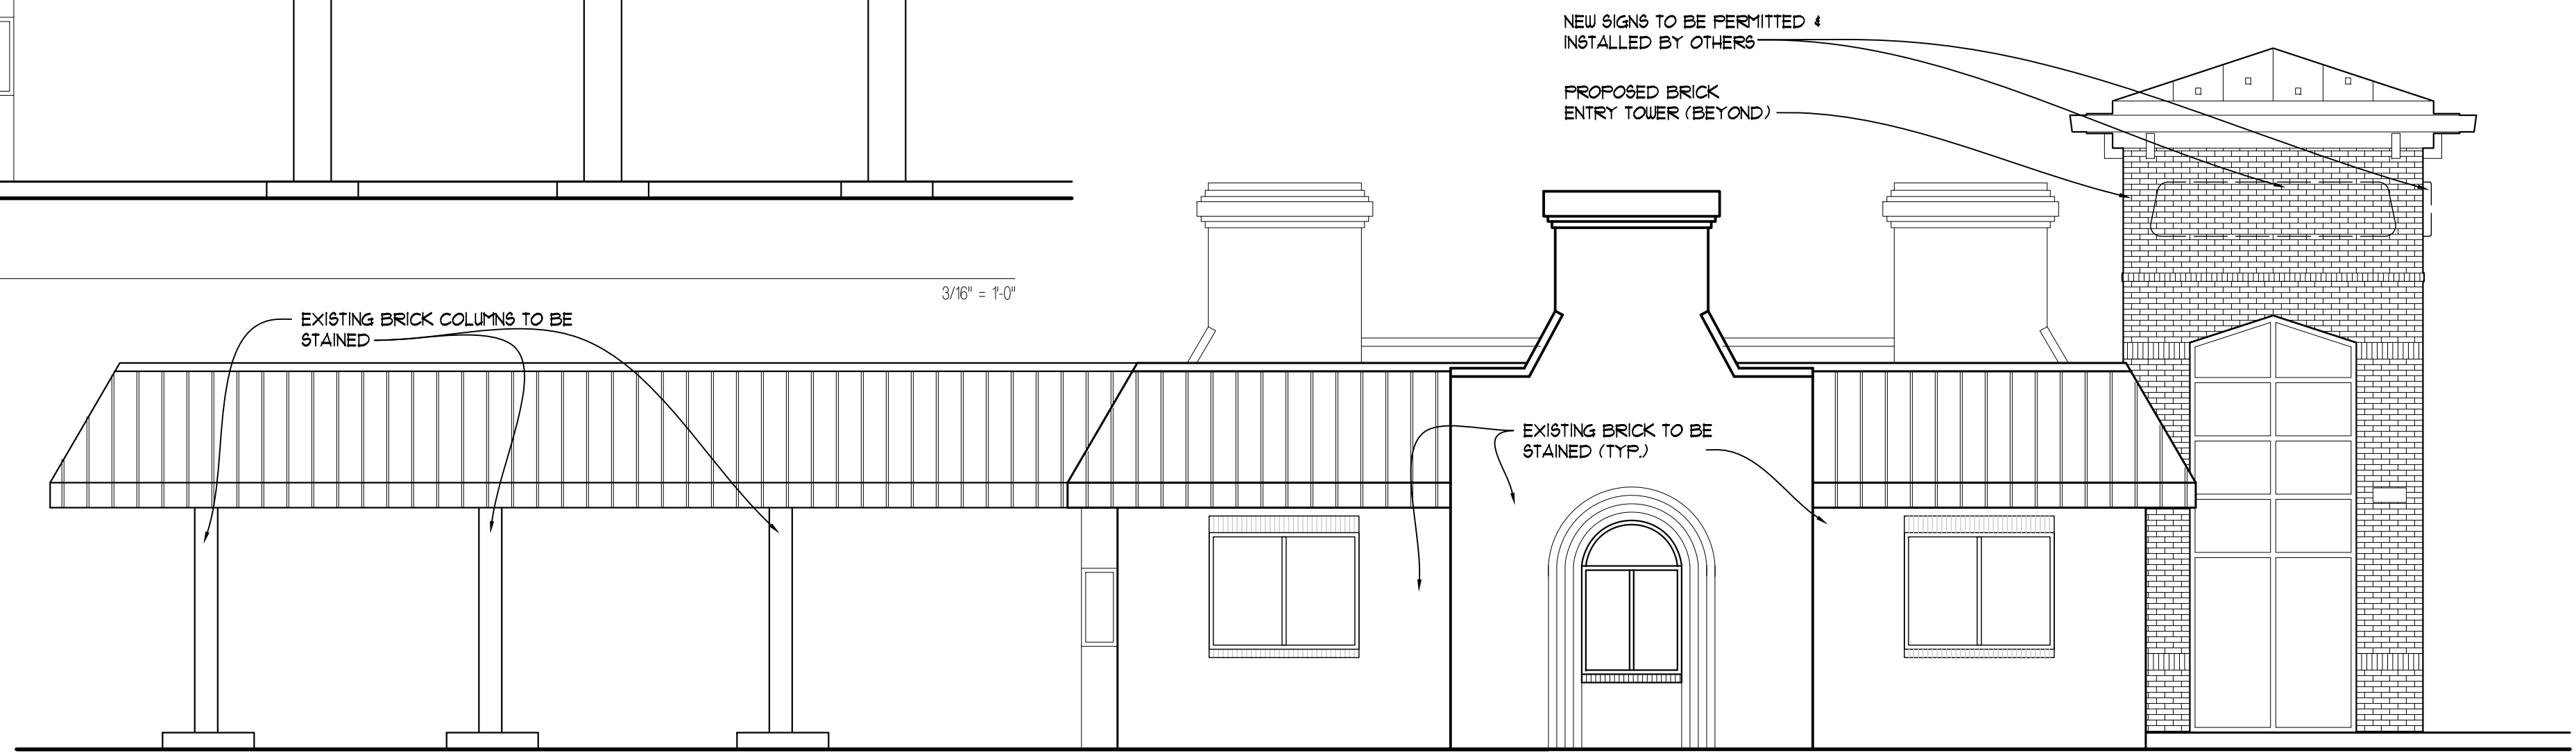 NEW SIGNS TO BE PERMITTED &
INSTALLED BY OTHERS
PROPOSED BRICK
ENTRY TOWER (BEYOND)
3/16" = 1'-0"
EXISTING BRICK COLUMNS TO BE
STAINED
EXISTING BRICK TO BE
STAINED (TYP.)